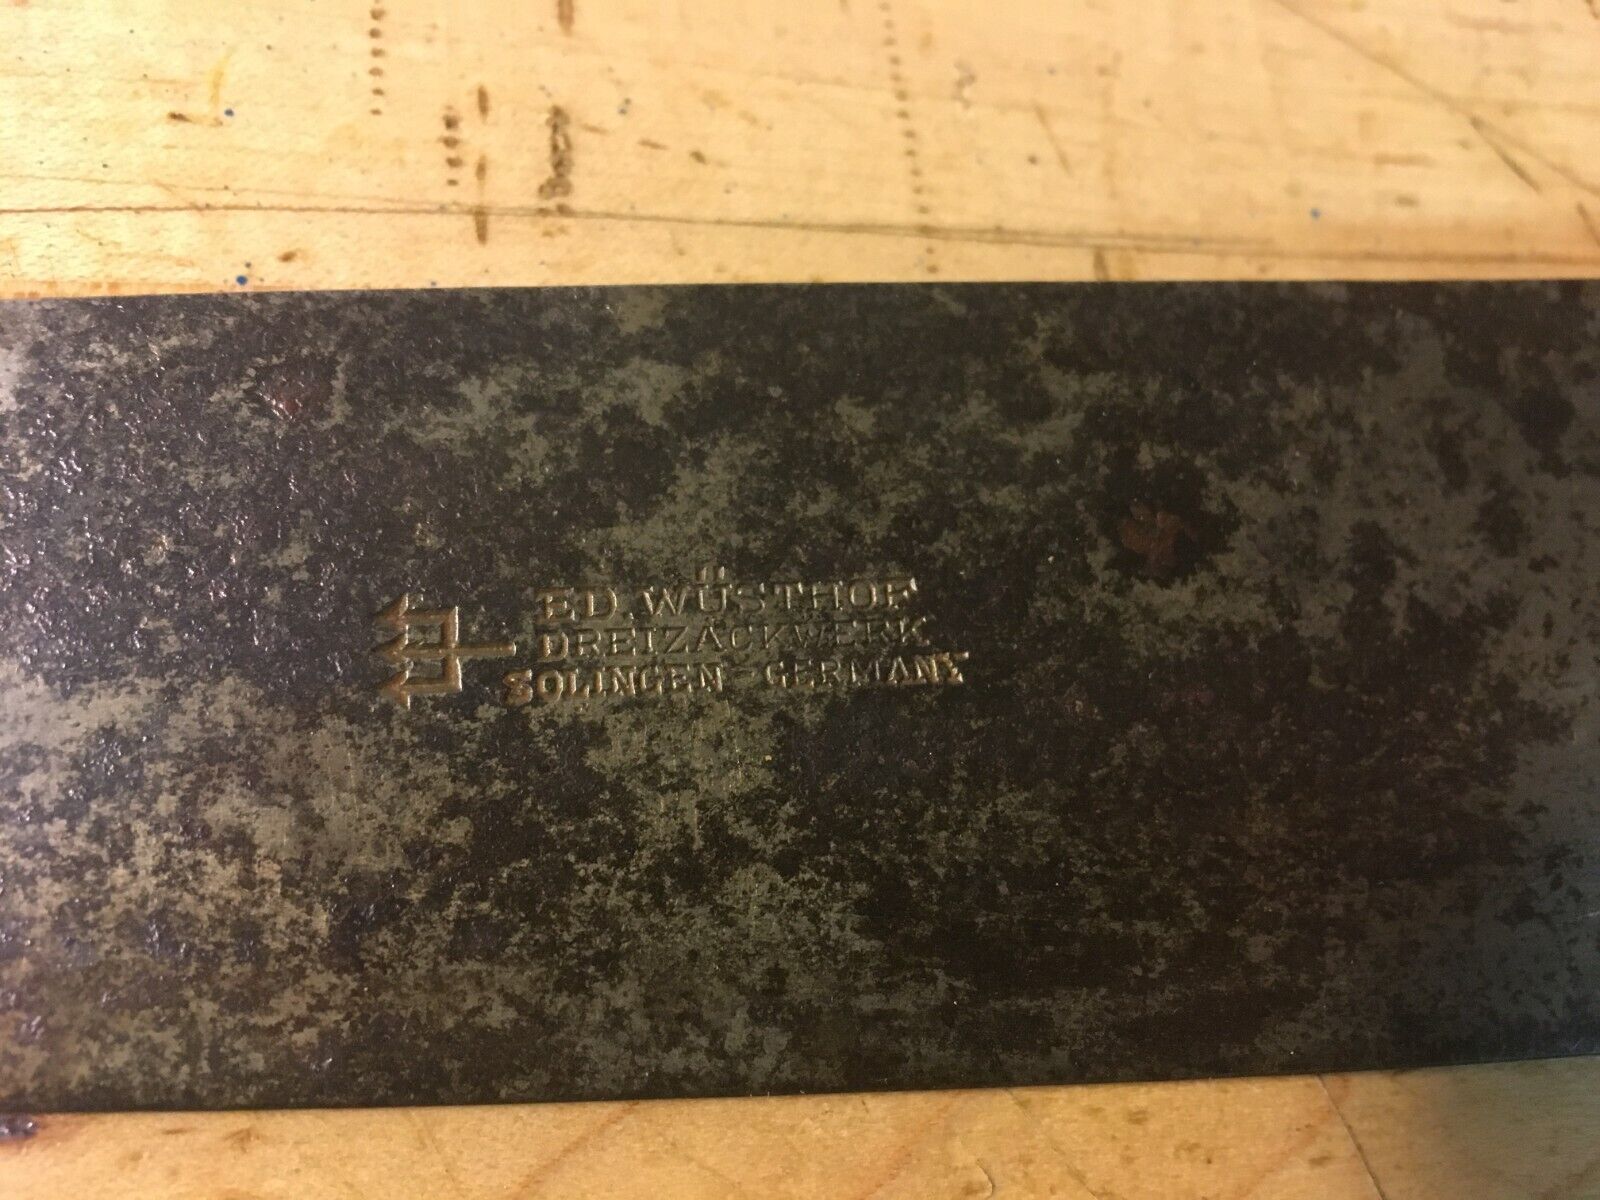 ED. WÜSTHOF
DREIZACKWERK
SOLINGEN-GERMANY